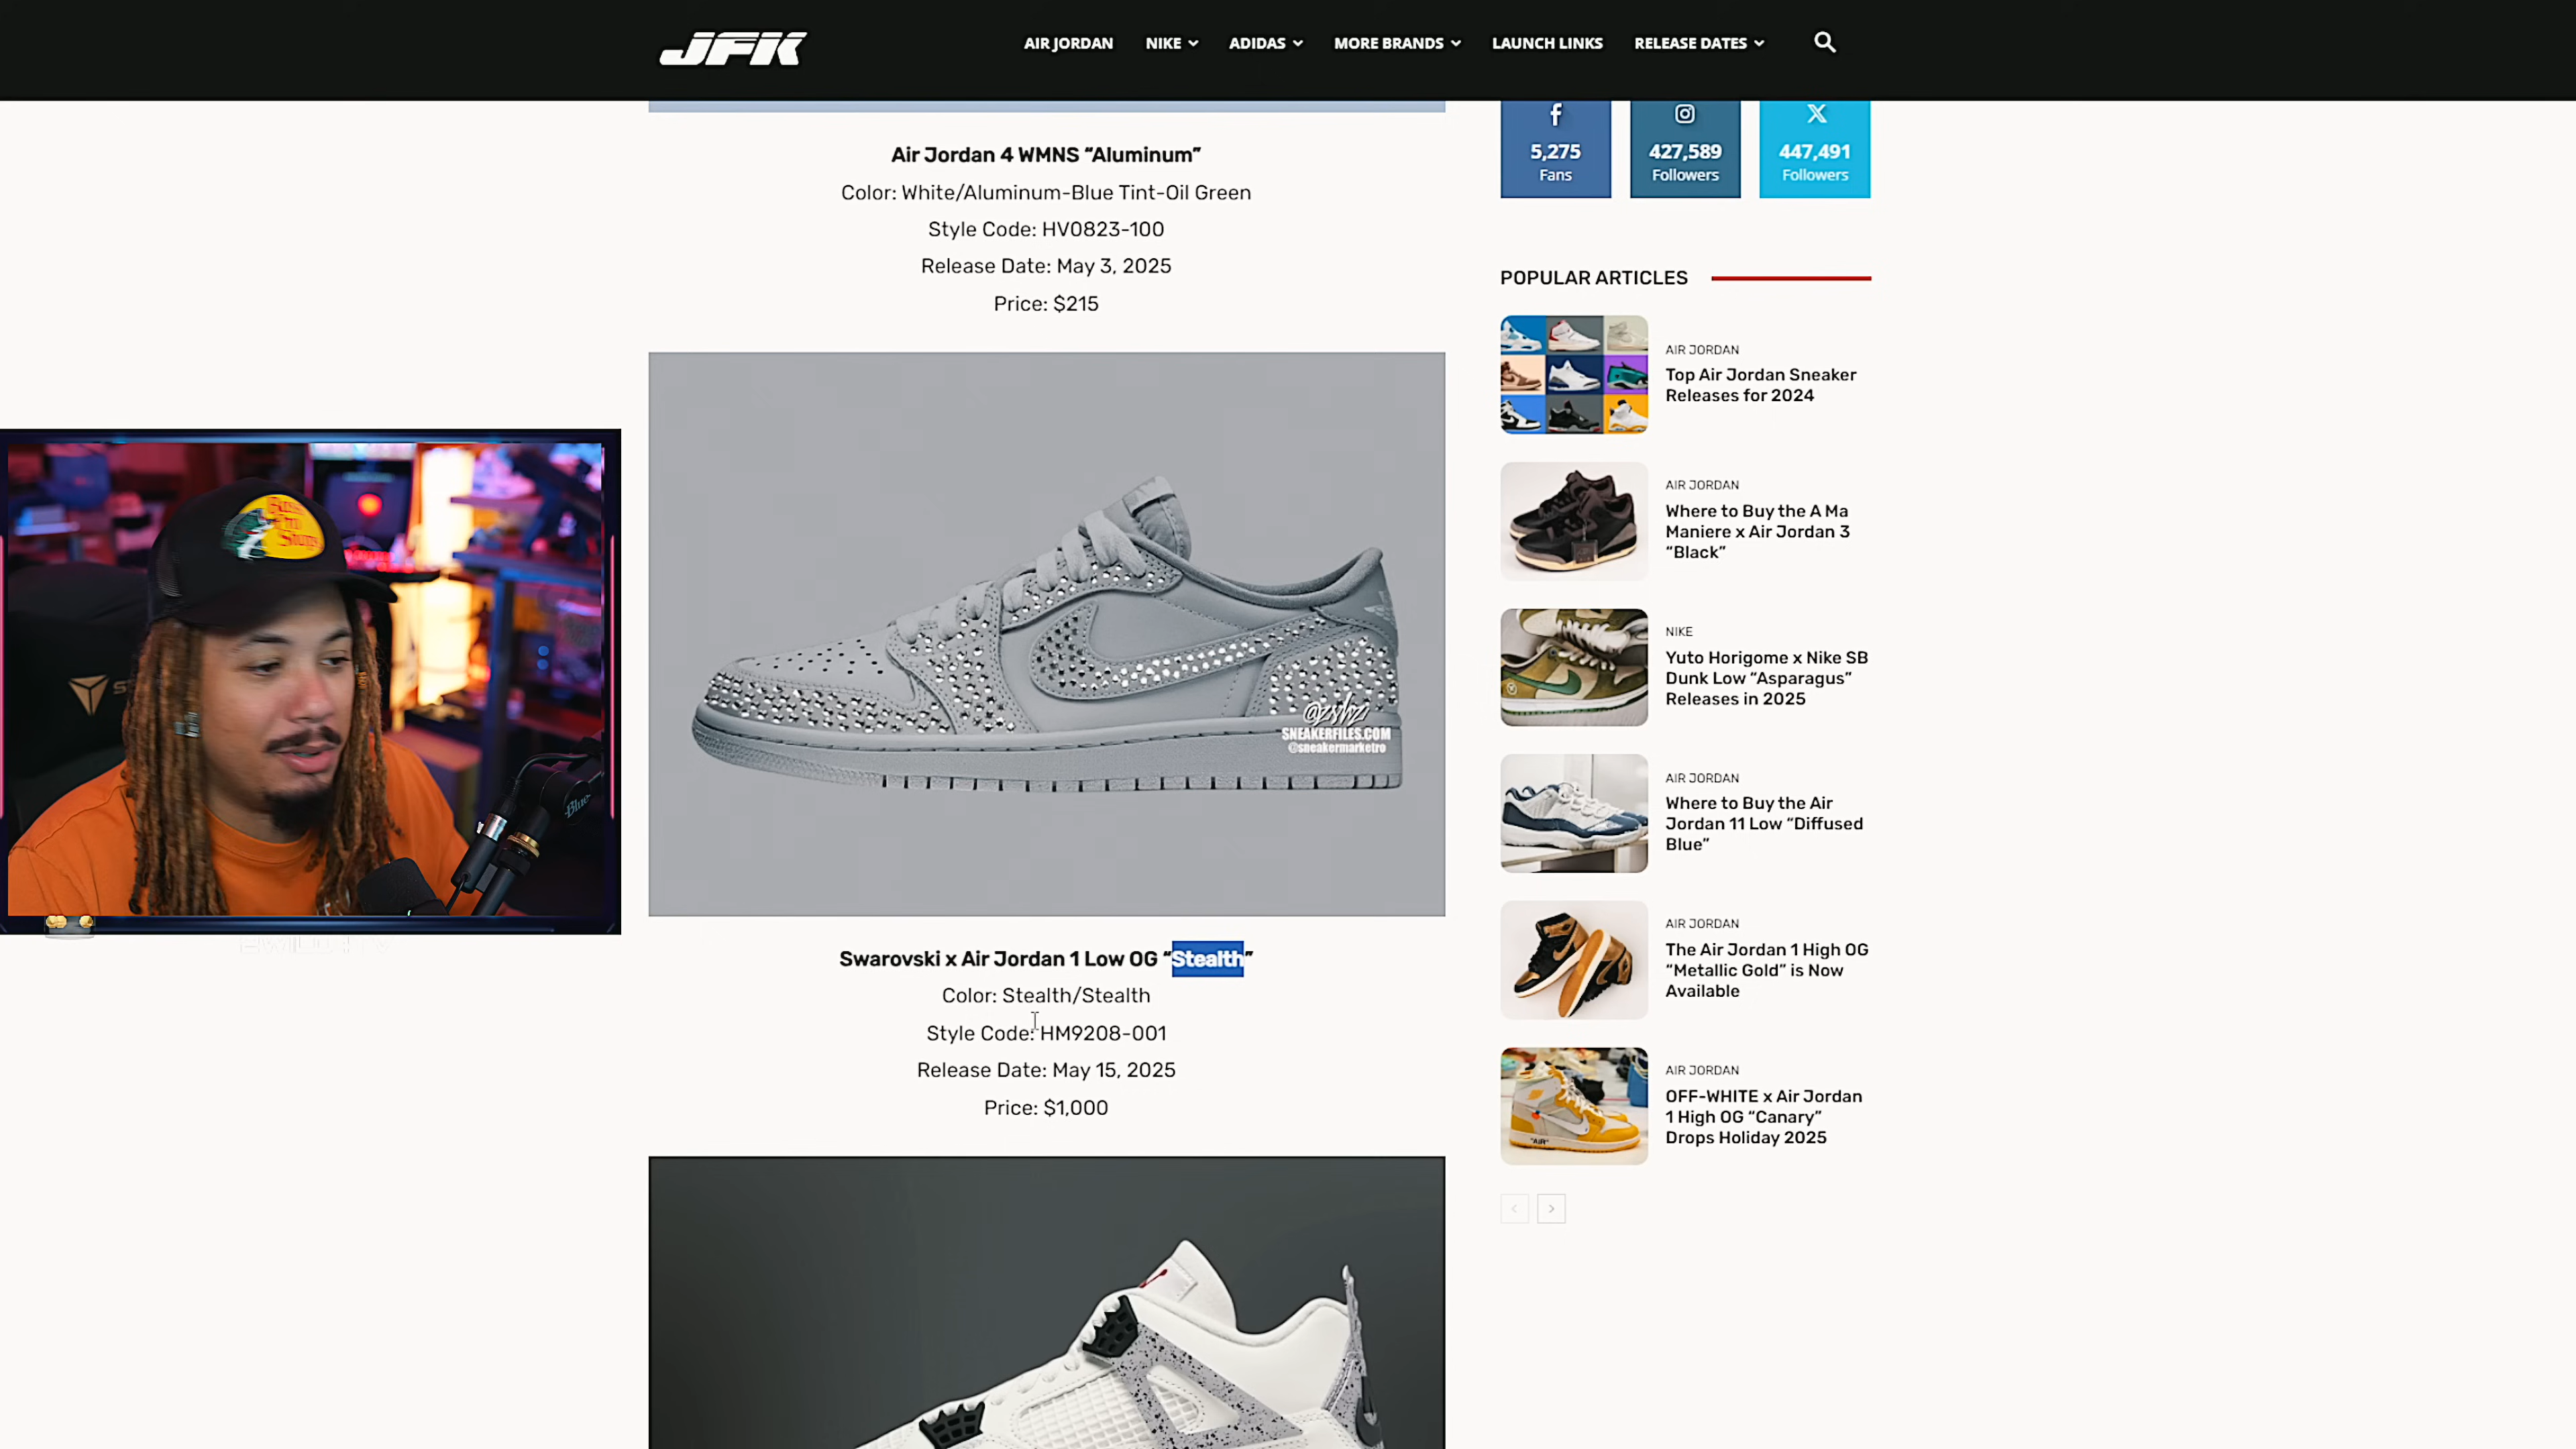 JFK
AIR JORDAN
NIKE
ADIDAS
MORE BRANDS
LAUNCH LINKS
RELEASE DATES
Air Jordan 4 WMNS “Aluminum”
Color: White/Aluminum-Blue Tint-Oil Green
Style Code: HV0823-100
Release Date: May 3, 2025
Price: $215
@zshz
SNEAKERFILES.COM
@sneakermarketro
Swarovski x Air Jordan 1 Low OG “Stealth”
Color: Stealth/Stealth
Style Code: HM9208-001
Release Date: May 15, 2025
Price: $1,000
5,275
Fans
427,589
Followers
447,491
Followers
POPULAR ARTICLES
AIR JORDAN
Top Air Jordan Sneaker
Releases for 2024
AIR JORDAN
Where to Buy the A Ma
Maniere x Air Jordan 3
“Black”
NIKE
Yuto Horigome x Nike SB
Dunk Low “Asparagus”
Releases in 2025
AIR JORDAN
Where to Buy the Air
Jordan 11 Low “Diffused
Blue”
AIR JORDAN
The Air Jordan 1 High OG
“Metallic Gold” is Now
Available
AIR JORDAN
OFF-WHITE x Air Jordan
1 High OG “Canary”
Drops Holiday 2025
"AIR"
Bass
Pro
Shops
Blue